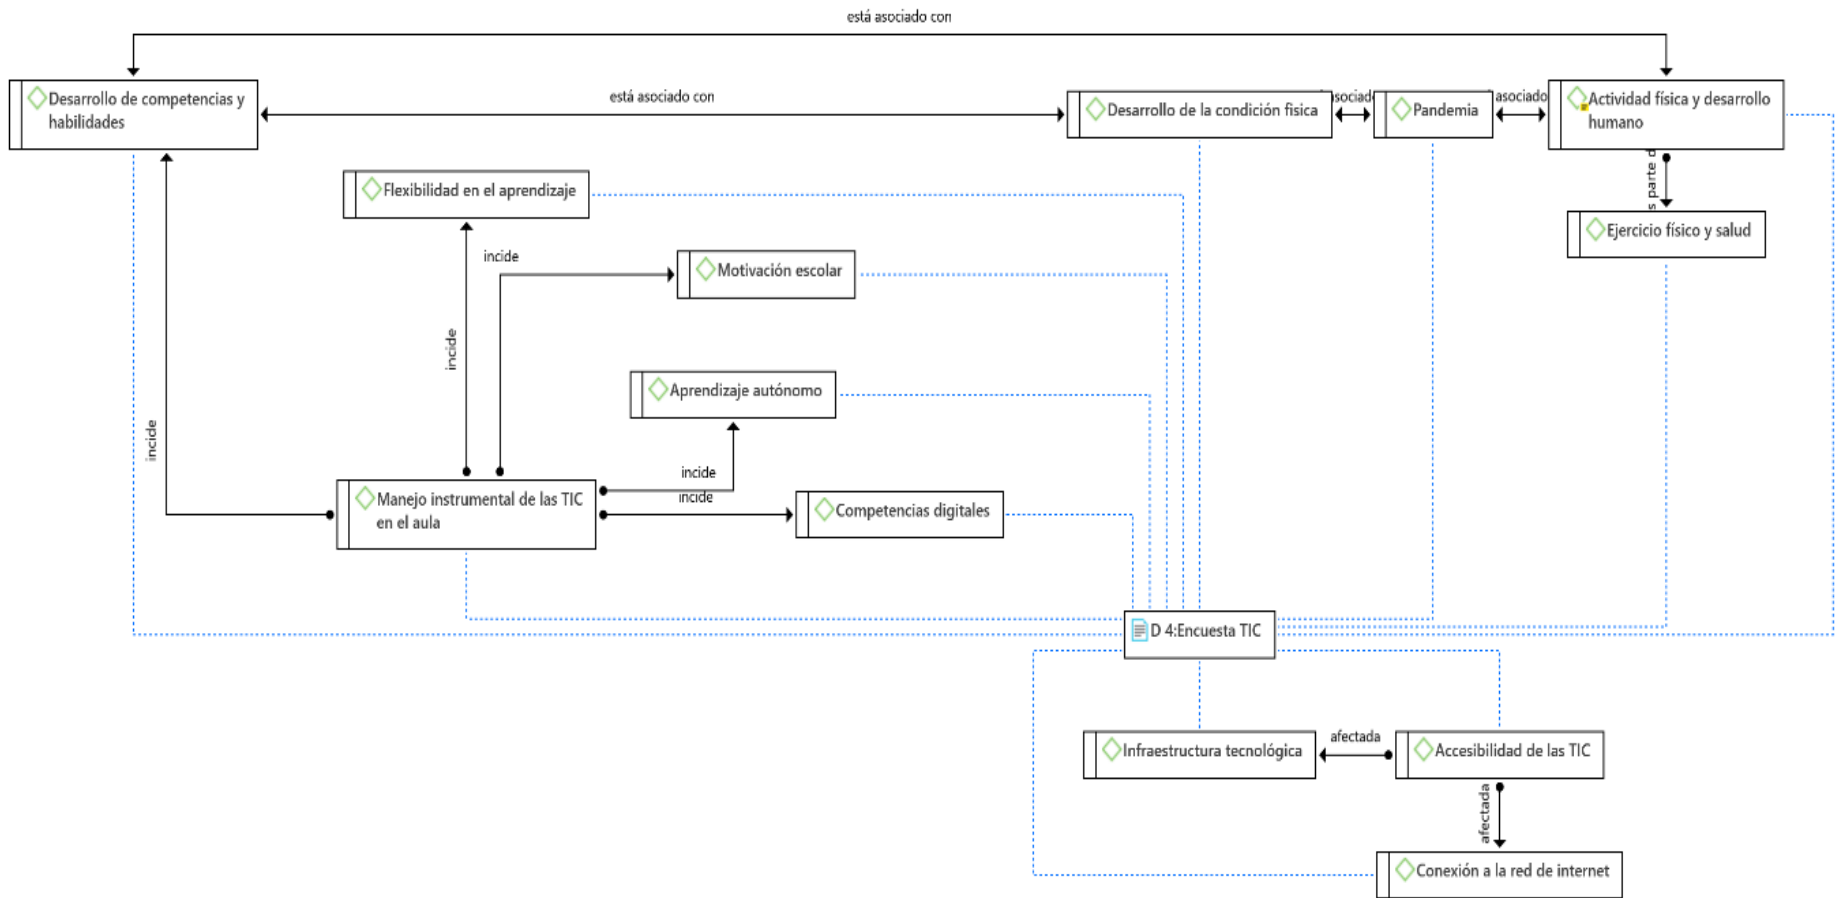 está asociado con
Desarrollo de competencias y
habilidades
está asociado con
Desarrollo de la condición fisica
asociado
Pandemia
asociado
Actividad física y desarrollo
humano
Flexibilidad en el aprendizaje
s parte d
Ejercicio físico y salud
incide
Motivación escolar
incide
Aprendizaje autónomo
incide
incide
incide
Manejo instrumental de las TIC
en el aula
Competencias digitales
D 4:Encuesta TIC
Infraestructura tecnológica
afectada
Accesibilidad de las TIC
afectada
Conexión a la red de internet